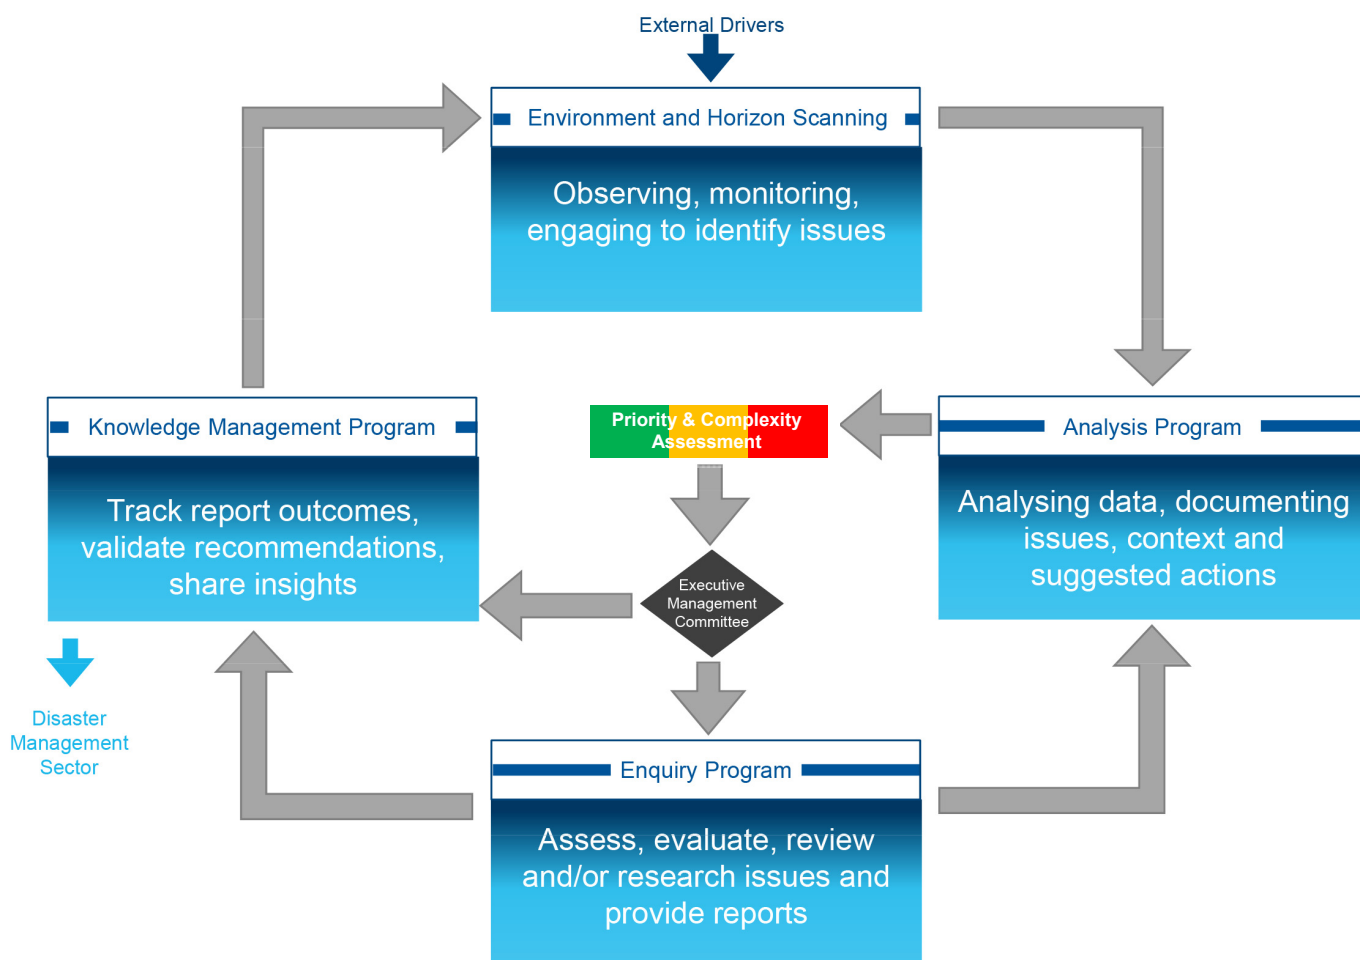 External Drivers
Environment and Horizon Scanning
Observing, monitoring,
engaging to identify issues
Knowledge Management Program
Track report outcomes,
validate recommendations,
share insights
Priority & Complexity
Assessment
Analysis Program
Analysing data, documenting
issues, context and
suggested actions
Executive
Management
Committee
Disaster
Management
Sector
Enquiry Program
Assess, evaluate, review
and/or research issues and
provide reports